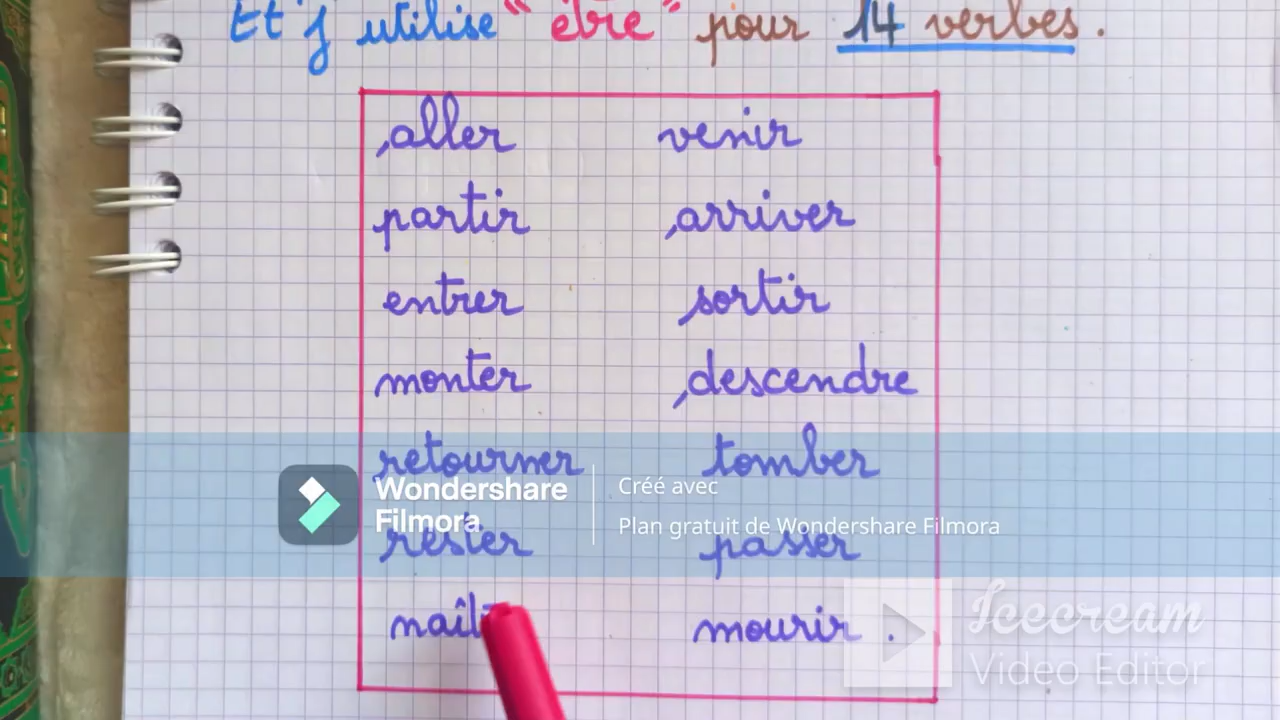 Et j'utilise "être" pour 14 verbes.
aller venir
partir arriver
entrer sortir
monter descendre
retourner tomber
Wondershare Filmora
Créé avec
Plan gratuit de Wondershare Filmora
rester passer
mourir .
Icecream
Video Editor